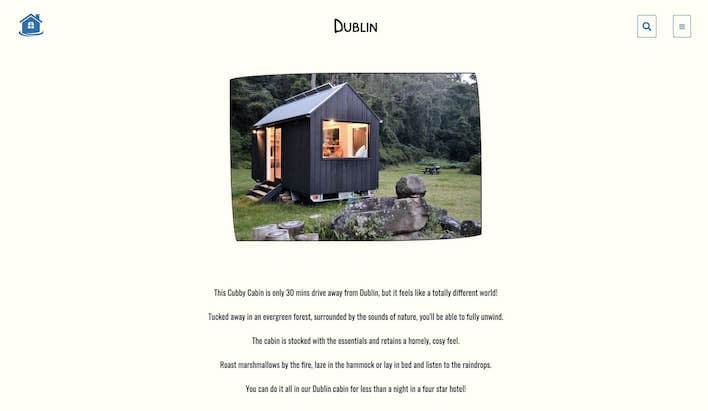 Dublin
This Cubby Cabin is only 30 mins drive away from Dublin, but it feels like a totally different world!
Tucked away in an evergreen forest, surrounded by the sounds of nature, you'll be able to fully unwind.
The cabin is stocked with the essentials and retains a homely, cosy feel.
Roast marshmallows by the fire, laze in the hammock or lay in bed and listen to the raindrops.
You can do it all in our Dublin cabin for less than a night in a four star hotel!